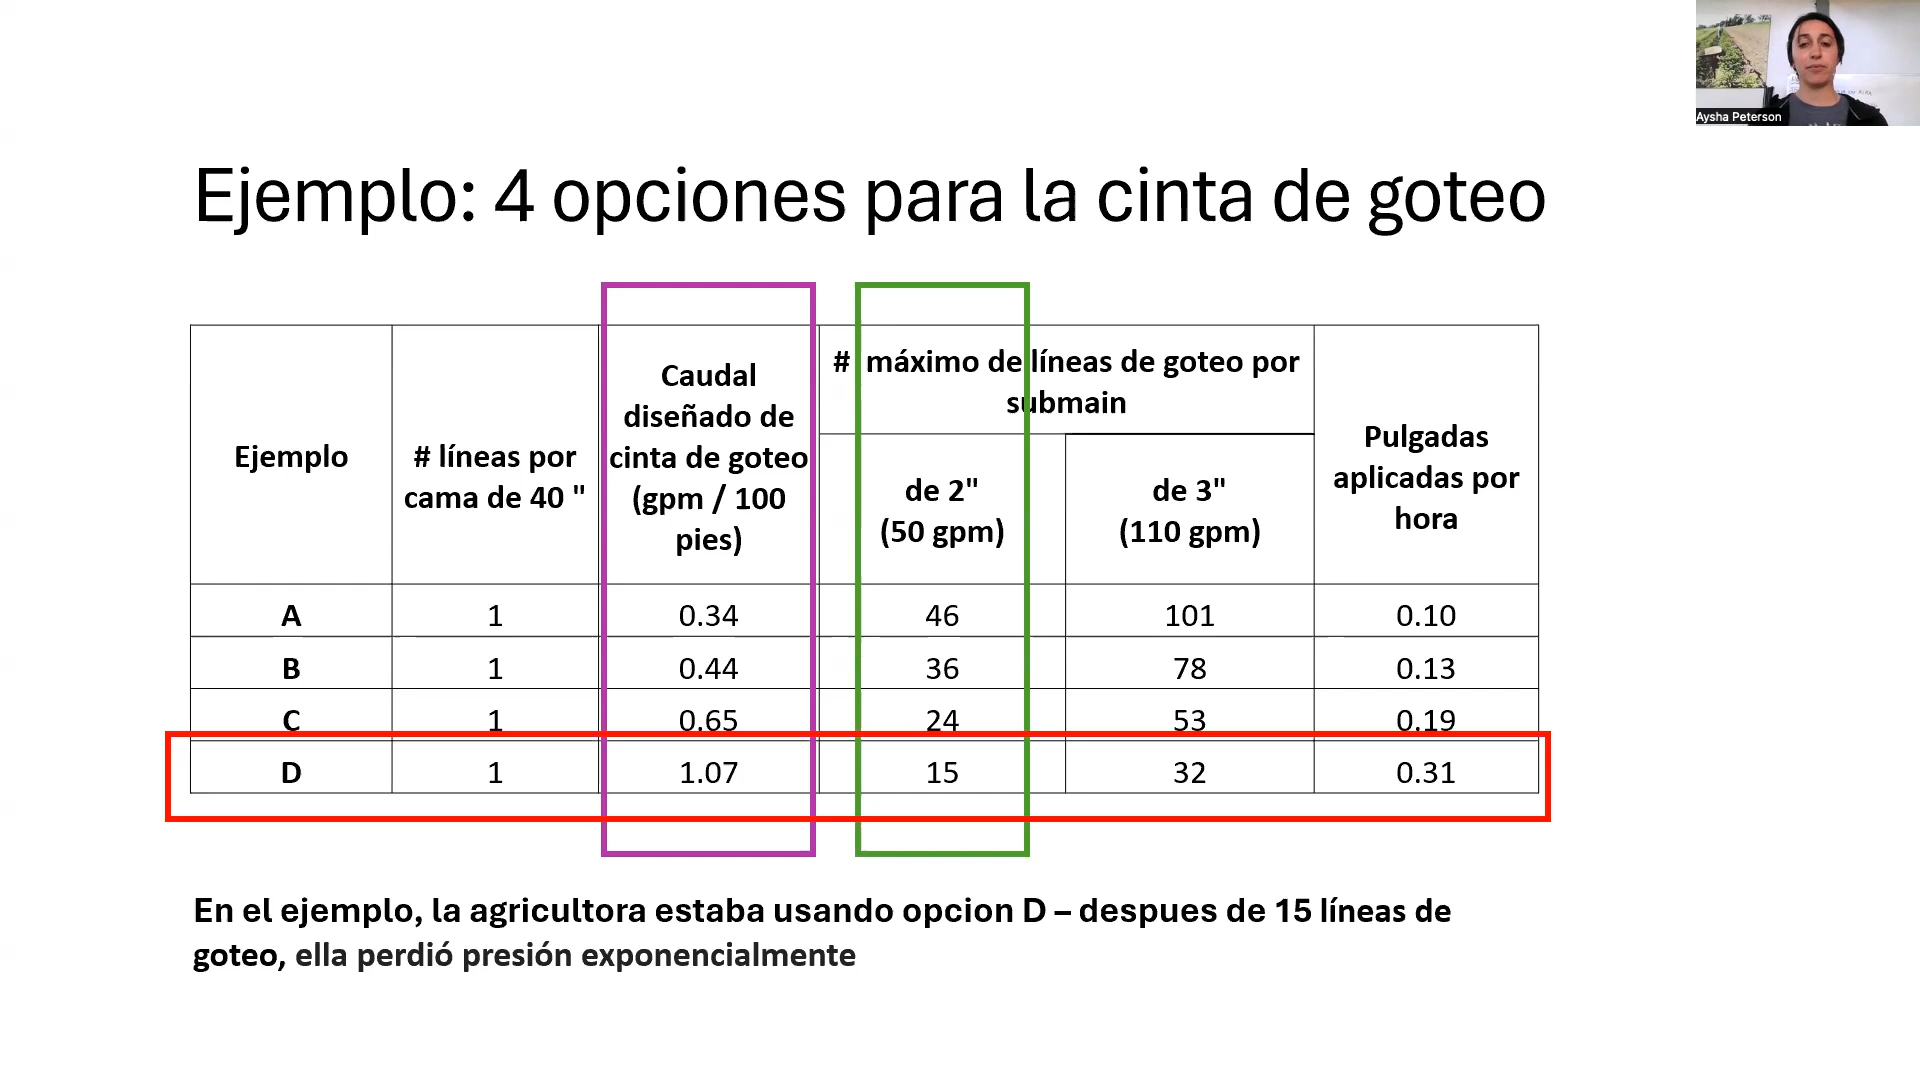 Aysha Peterson
Ejemplo: 4 opciones para la cinta de goteo
Ejemplo
# líneas por
cama de 40 "
Caudal
diseñado de
cinta de goteo
(gpm / 100
pies)
# máximo de líneas de goteo por
submain
de 2"
(50 gpm)
de 3"
(110 gpm)
Pulgadas
aplicadas por
hora
A 1 0.34 46 101 0.10
B 1 0.44 36 78 0.13
C 1 0.65 24 53 0.19
D 1 1.07 15 32 0.31
En el ejemplo, la agricultora estaba usando opcion D – despues de 15 líneas de
goteo, ella perdió presión exponencialmente